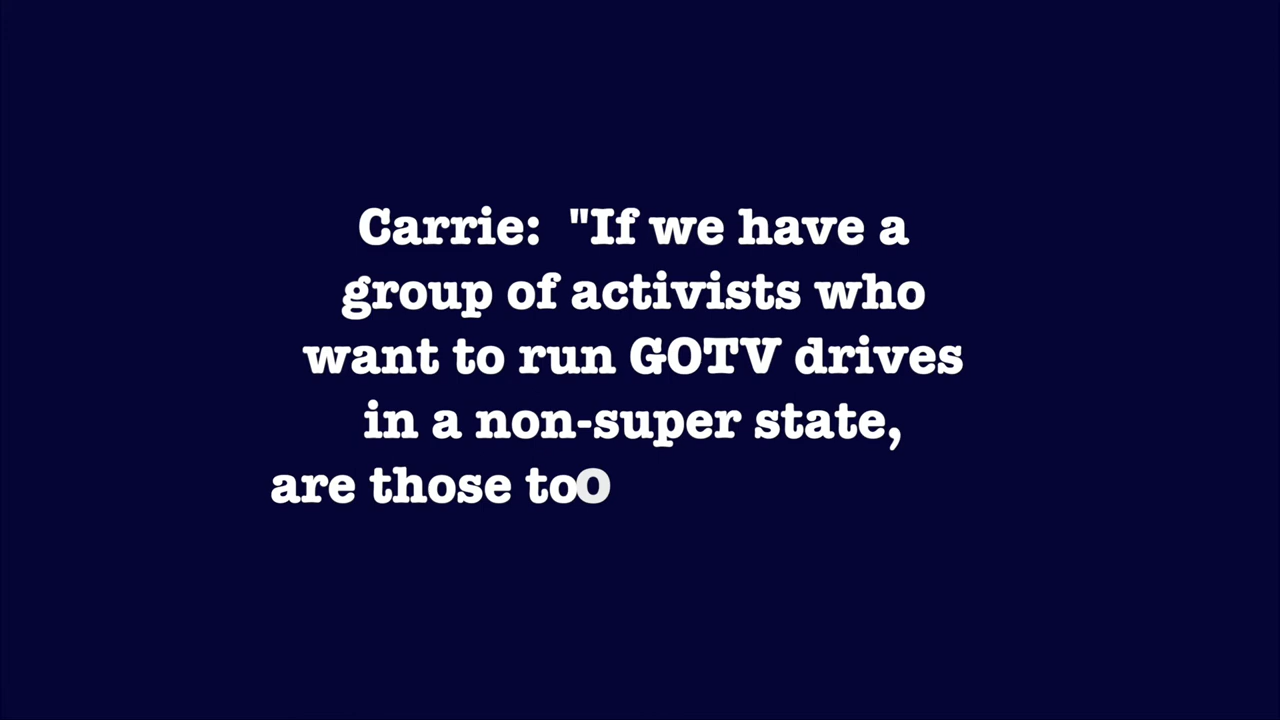 Carrie:  "If we have a
group of activists who
want to run GOTV drives
in a non-super state,
are those too